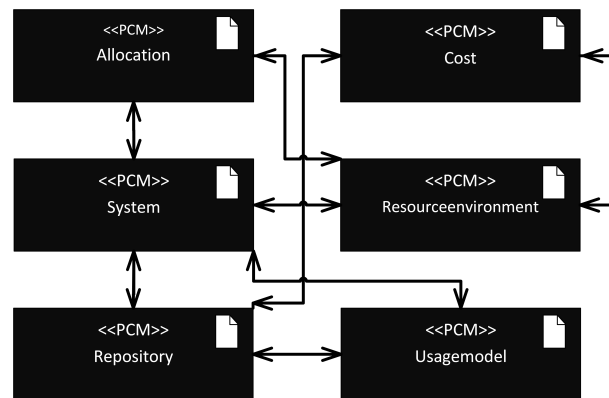 <<PCM>>
Allocation
<<PCM>>
Cost
<<PCM>>
System
<<PCM>>
Resourceenvironment
<<PCM>>
Repository
<<PCM>>
Usagemodel